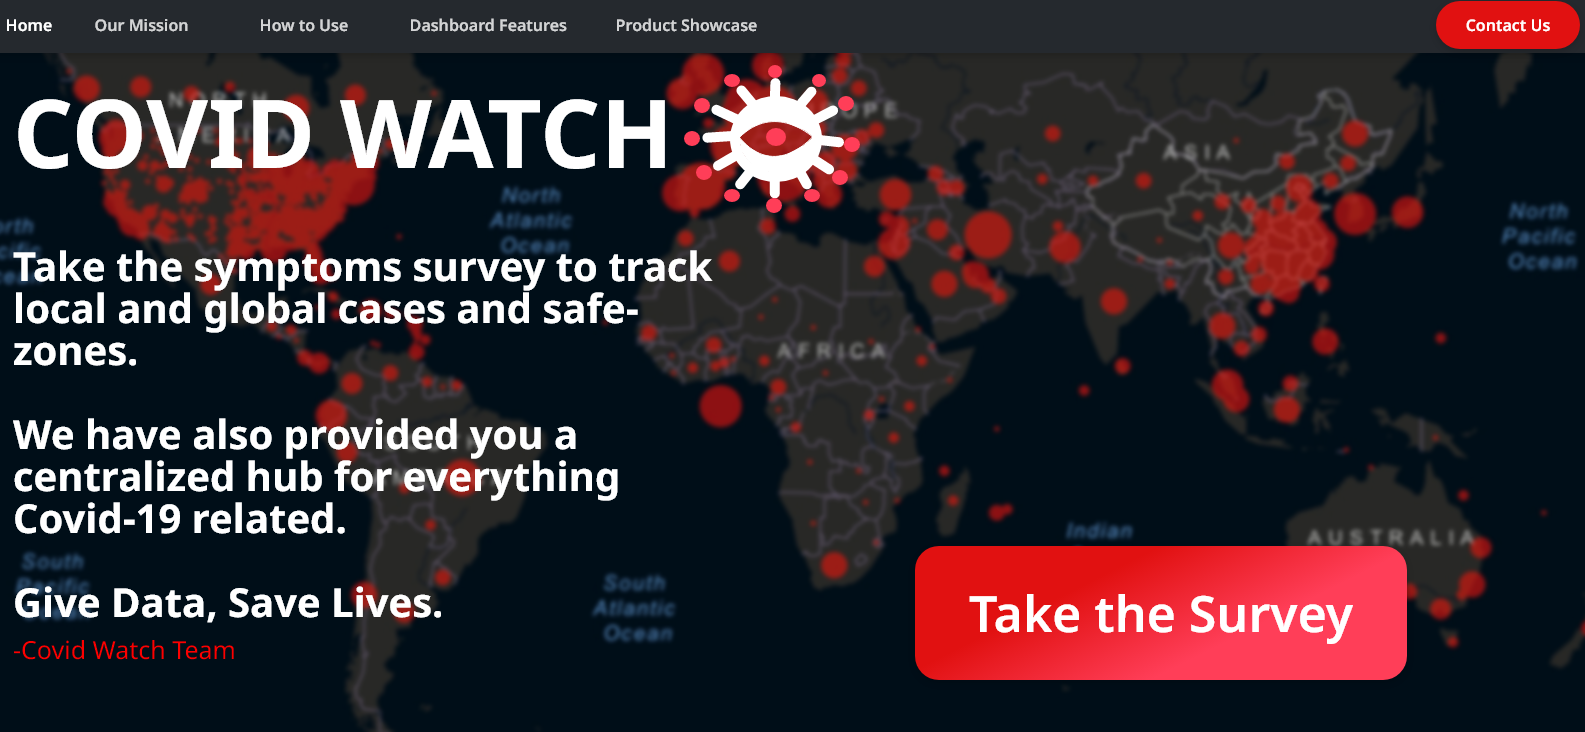 Home Our Mission How to Use Dashboard Features Product Showcase Contact Us
COVID WATCH
NORTH
OPE
ASIA
North
Atlantic
Ocean
North
Pacific
Ocean
Take the symptoms survey to track
local and global cases and safe-
zones.
AFRICA
We have also provided you a
centralized hub for everything
Covid-19 related.
Indian
AUSTRALIA
South
Pacific
South
Atlantic
Ocean
Give Data, Save Lives.
Take the Survey
-Covid Watch Team